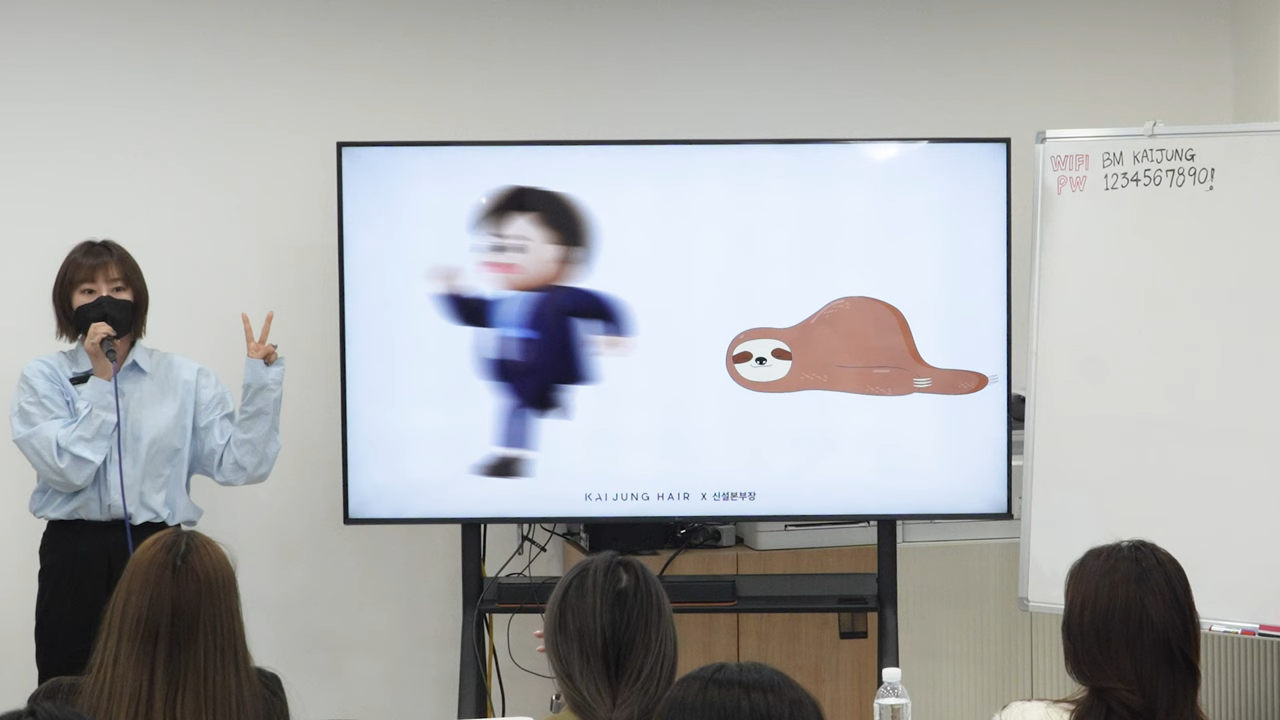 WIFI BM KAIJUNG
PW 1234567890!
KAIJUNG HAIR X 신설본부장